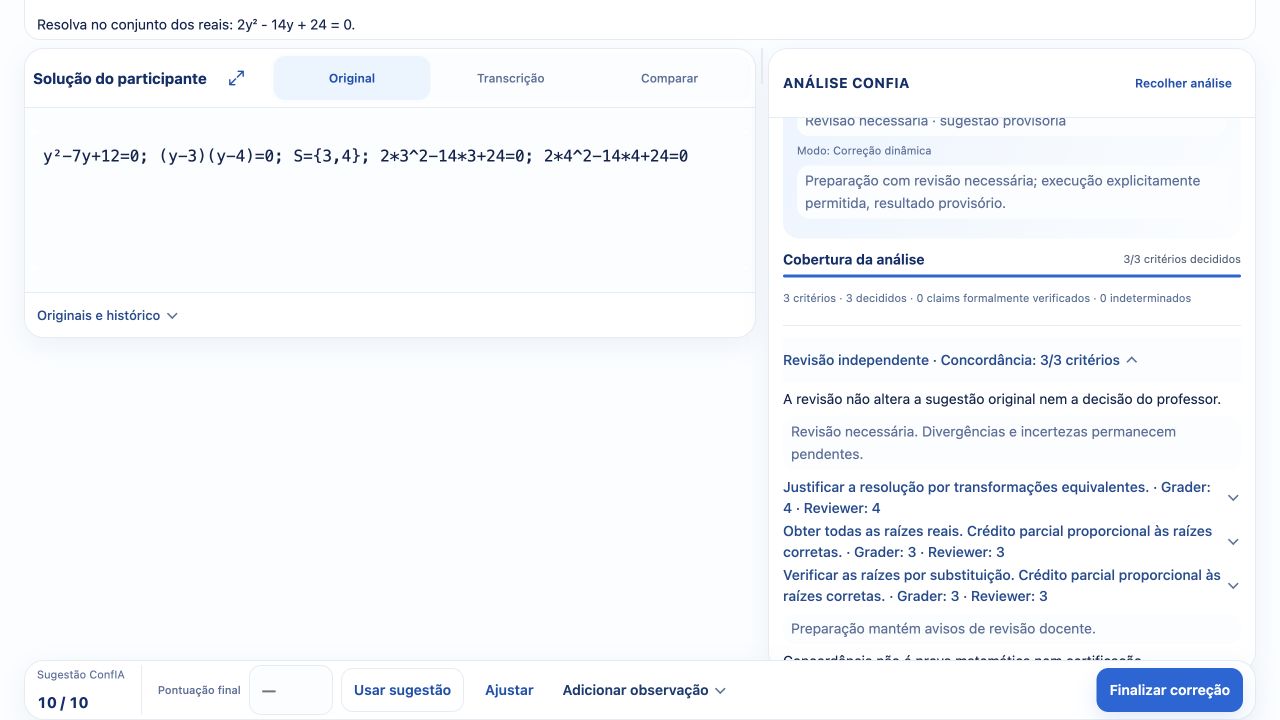 Resolva no conjunto dos reais: 2y² - 14y + 24 = 0.
Solução do participante
Original
Transcrição
Comparar
y²−7y+12=0; (y−3)(y−4)=0; S={3,4}; 2*3^2−14*3+24=0; 2*4^2−14*4+24=0
Originais e histórico
ANÁLISE CONFIA
Recolher análise
Revisão necessária · sugestão provisória
Modo: Correção dinâmica
Preparação com revisão necessária; execução explicitamente
permitida, resultado provisório.
Cobertura da análise
3/3 critérios decididos
3 critérios · 3 decididos · 0 claims formalmente verificados · 0 indeterminados
Revisão independente · Concordância: 3/3 critérios
A revisão não altera a sugestão original nem a decisão do professor.
Revisão necessária. Divergências e incertezas permanecem
pendentes.
Justificar a resolução por transformações equivalentes. · Grader:
4 · Reviewer: 4
Obter todas as raízes reais. Crédito parcial proporcional às raízes
corretas. · Grader: 3 · Reviewer: 3
Verificar as raízes por substituição. Crédito parcial proporcional às
raízes corretas. · Grader: 3 · Reviewer: 3
Preparação mantém avisos de revisão docente.
Concordância não é prova matemática nem certificação.
Sugestão ConfIA
10 / 10
Pontuação final
—
Usar sugestão
Ajustar
Adicionar observação
Finalizar correção